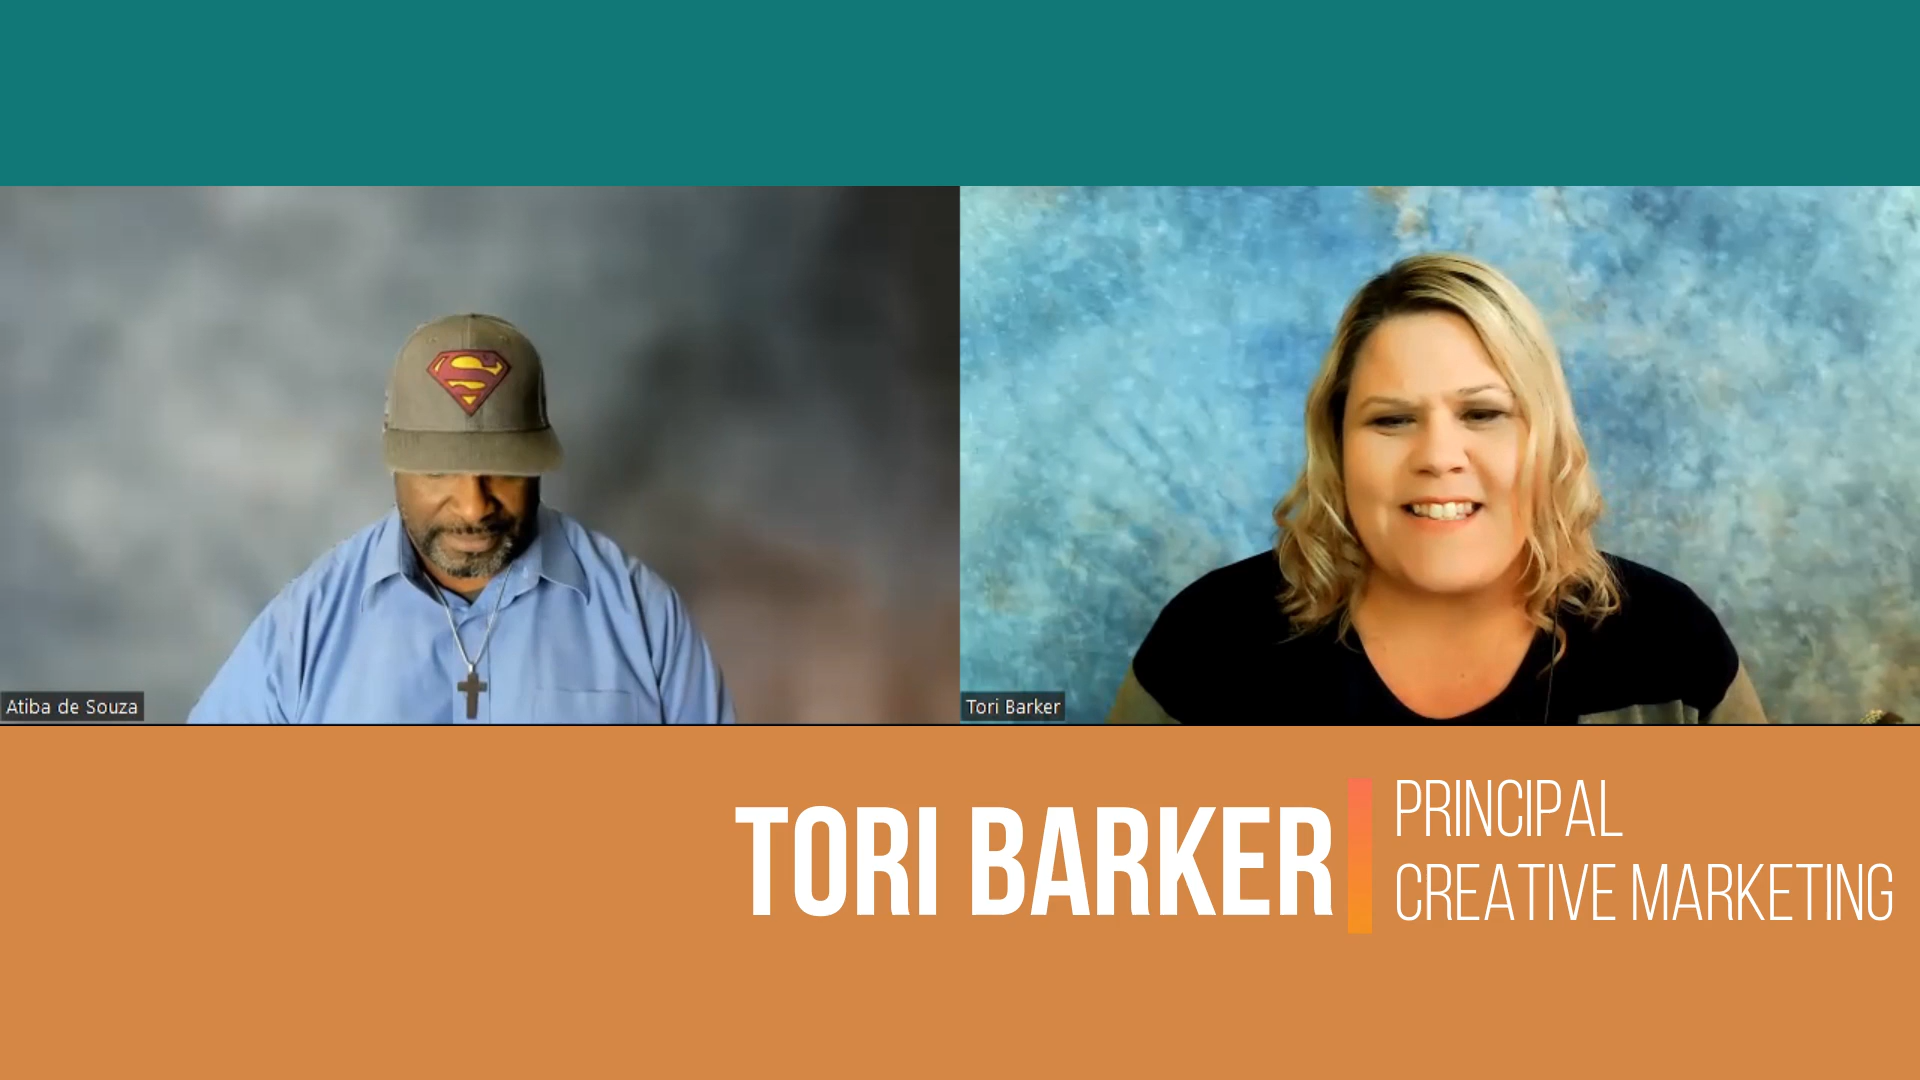 Atiba de Souza
Tori Barker
TORI BARKER
PRINCIPAL
CREATIVE MARKETING